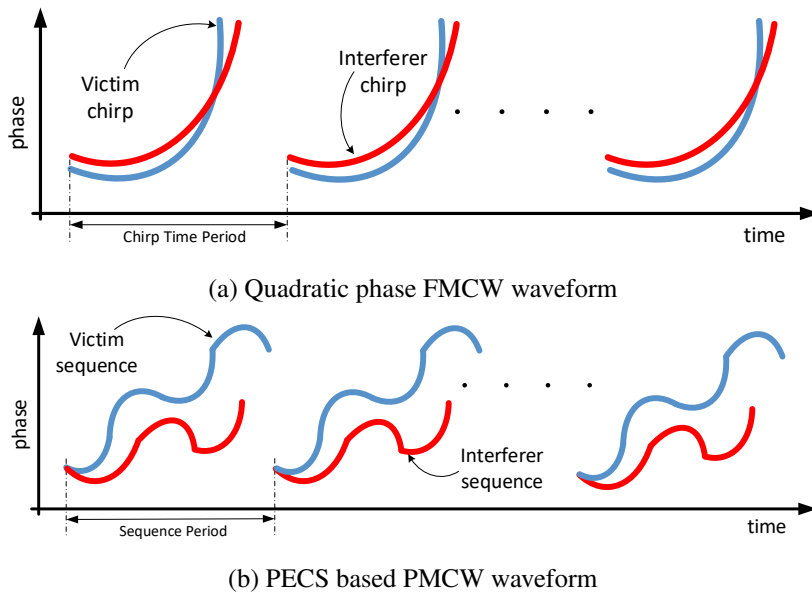 Victim
chirp
Interferer
chirp
phase
Chirp Time Period
time
(a) Quadratic phase FMCW waveform
Victim
sequence
phase
Interferer
sequence
Sequence Period
time
(b) PECS based PMCW waveform